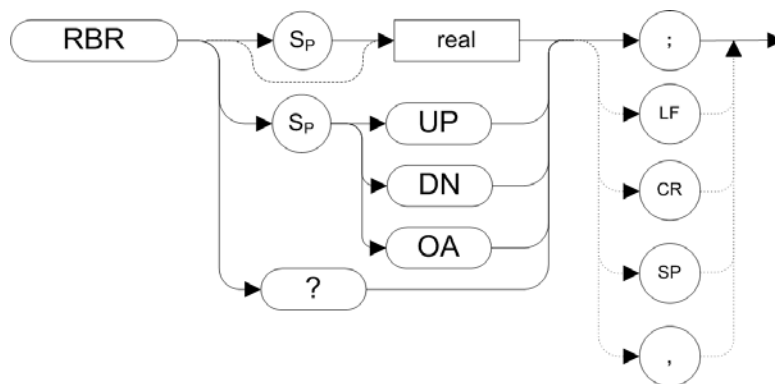 RBR SP real ;
SP UP LF
DN CR
OA SP
? ,